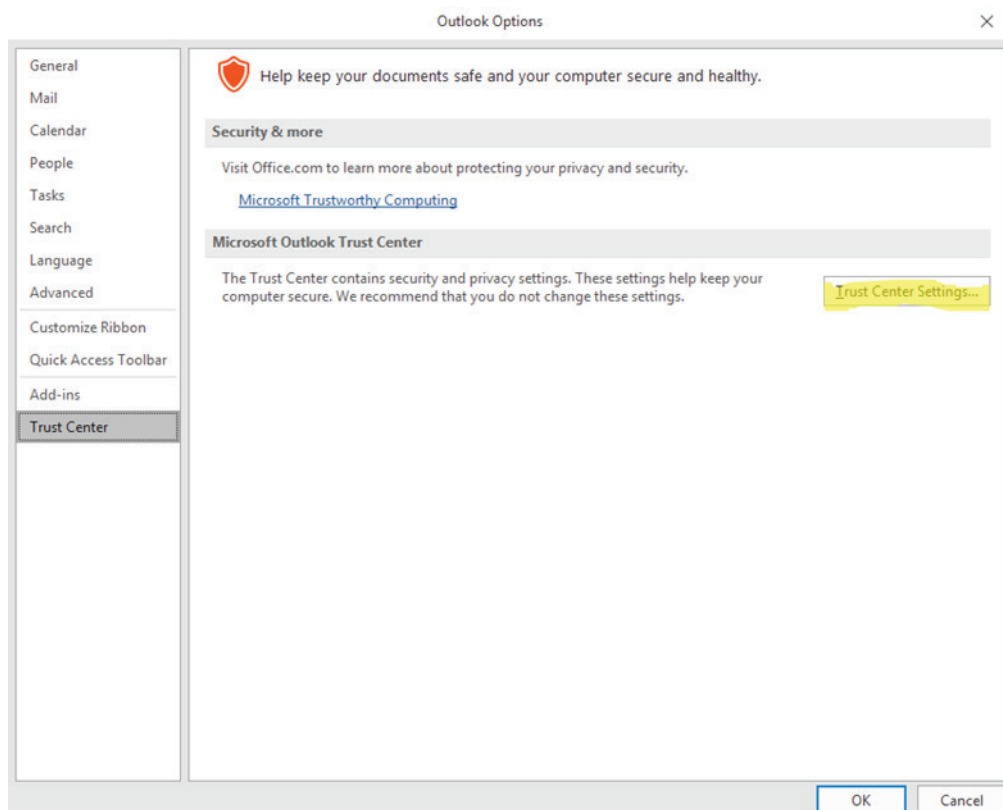 Outlook Options
General
Mail
Calendar
People
Tasks
Search
Language
Advanced
Customize Ribbon
Quick Access Toolbar
Add-ins
Trust Center
Help keep your documents safe and your computer secure and healthy.
Security & more
Visit Office.com to learn more about protecting your privacy and security.
Microsoft Trustworthy Computing
Microsoft Outlook Trust Center
The Trust Center contains security and privacy settings. These settings help keep your
computer secure. We recommend that you do not change these settings.
Trust Center Settings...
OK
Cancel